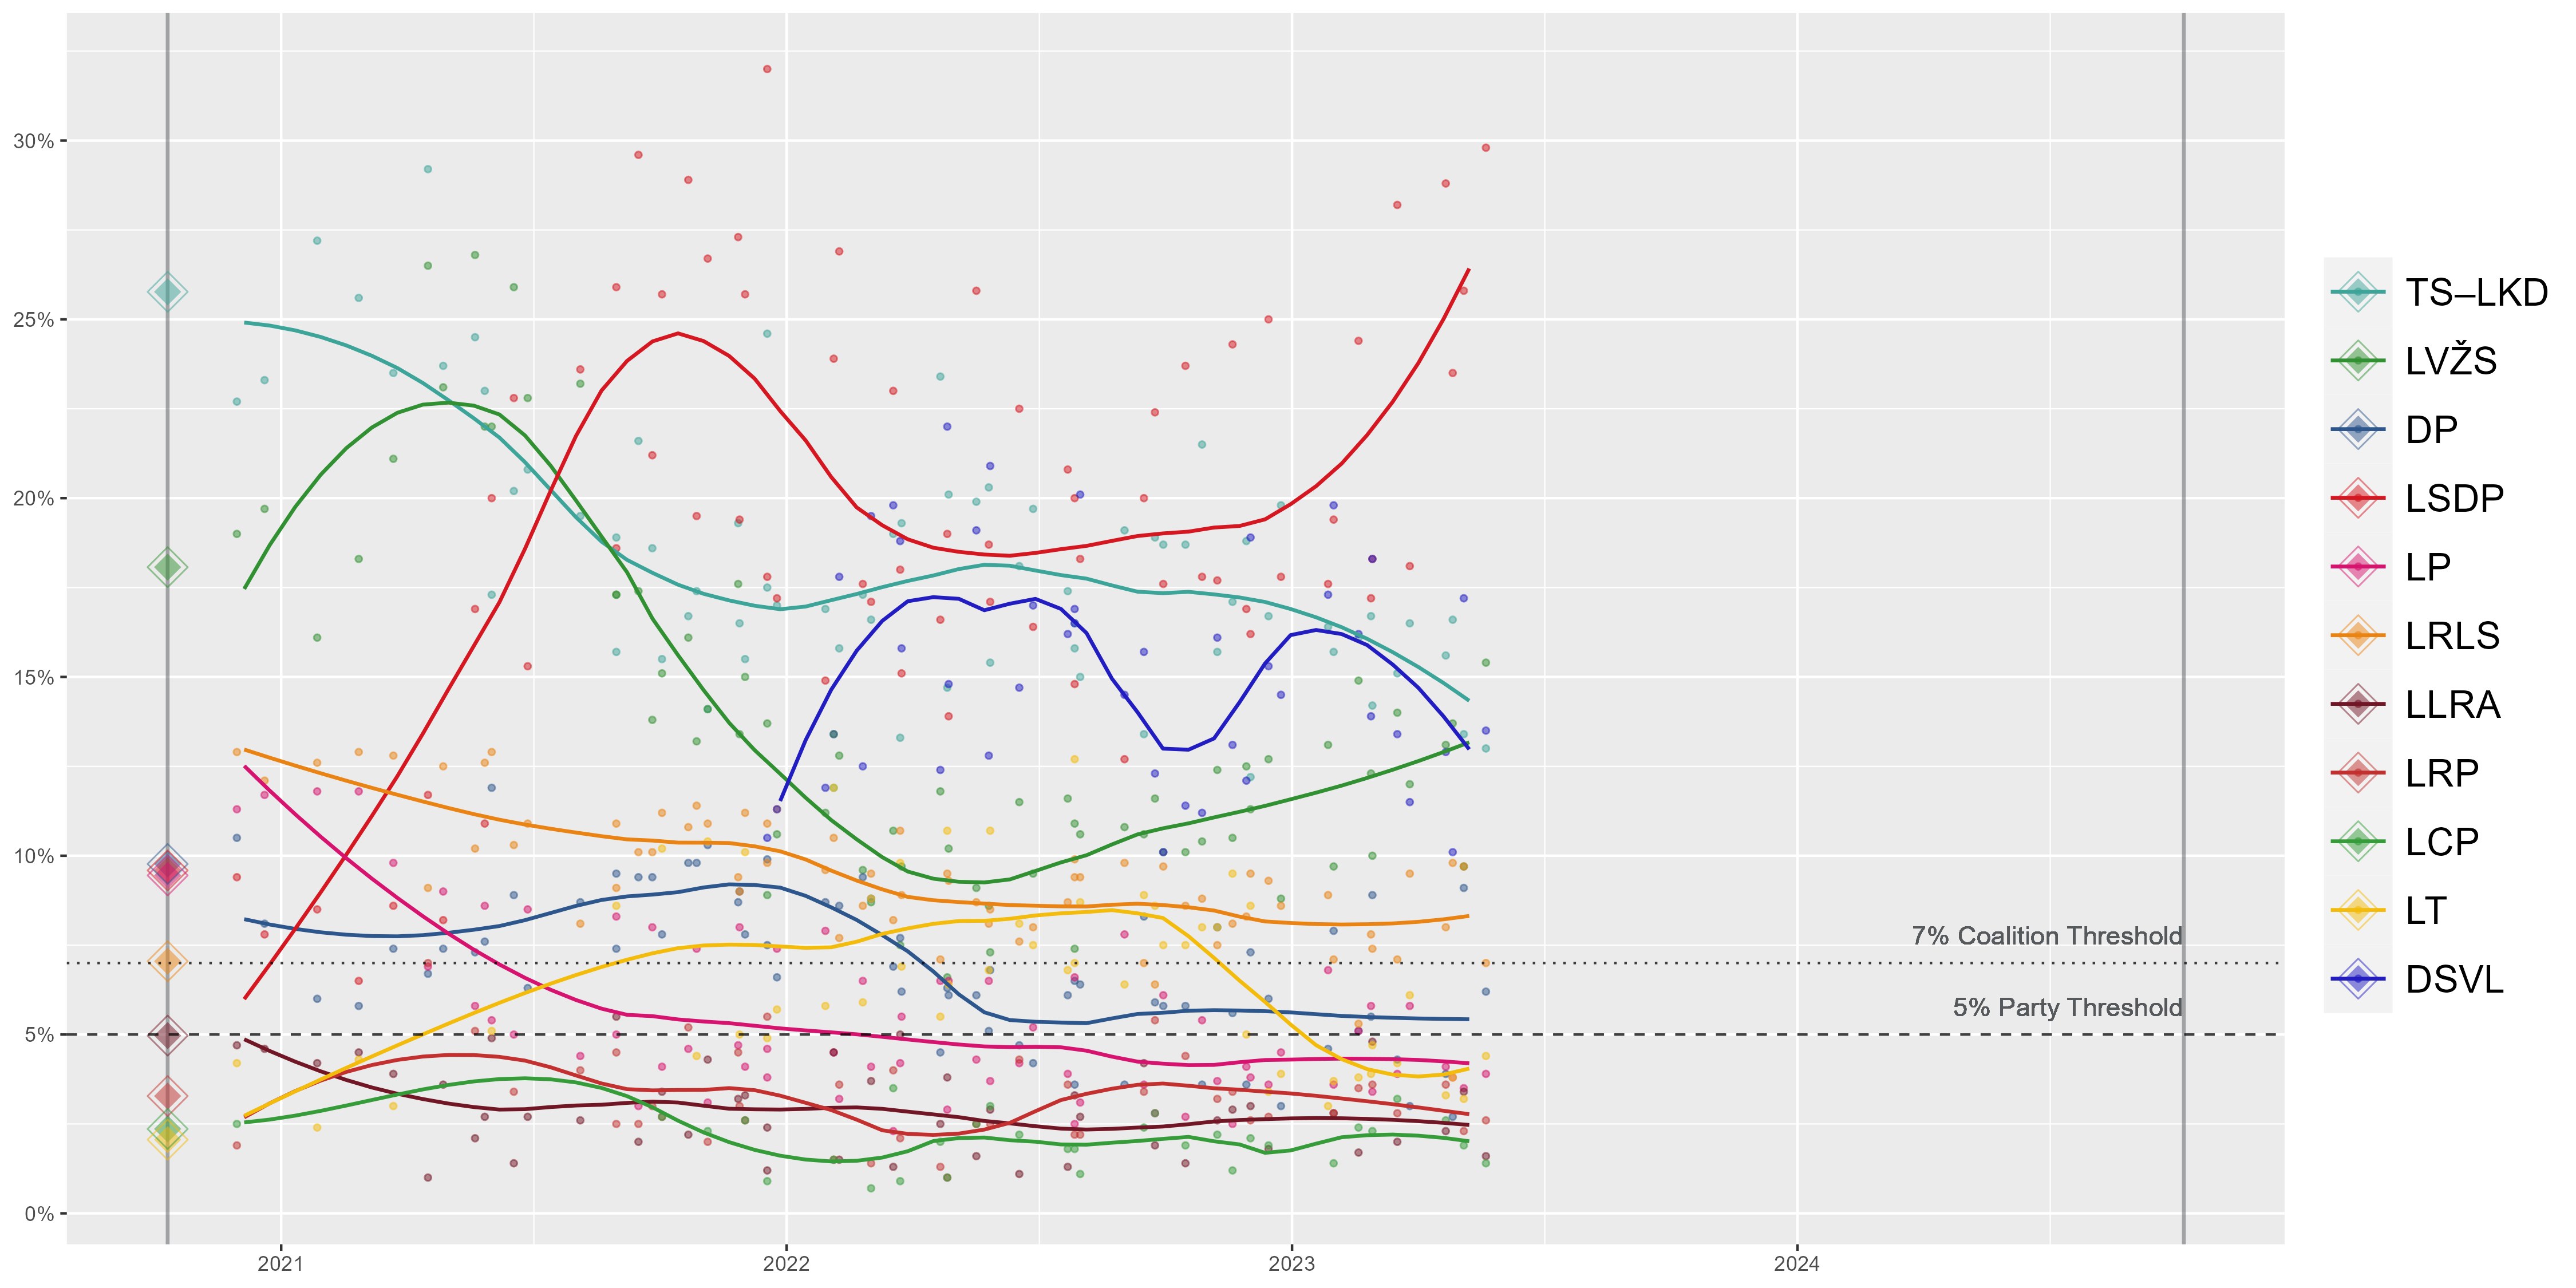 30%
25%
20%
15%
10%
5%
0%
2021
2022
2023
2024
7% Coalition Threshold
5% Party Threshold
TS–LKD
LVŽS
DP
LSDP
LP
LRLS
LLRA
LRP
LCP
LT
DSVL